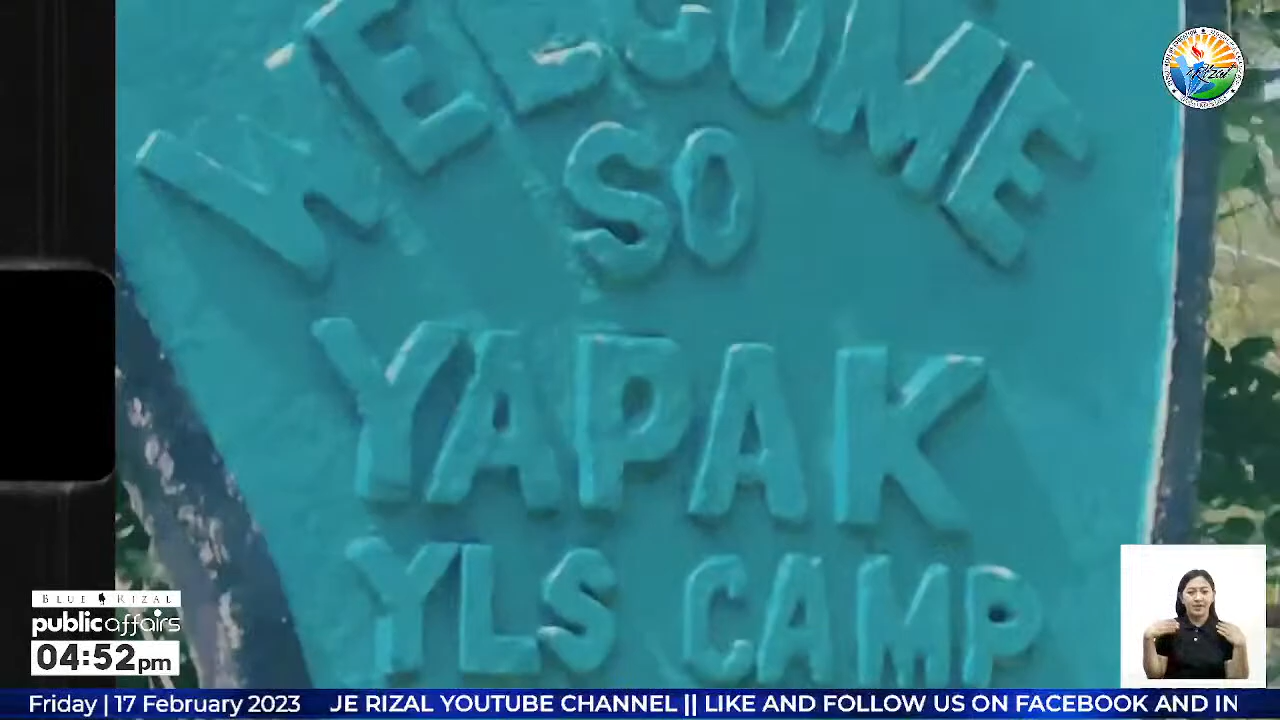 WELCOME
SO
YAPAK
YLS CAMP
Rizal
BLUE RIZAL
public affairs
04:52pm
Friday | 17 February 2023
JE RIZAL YOUTUBE CHANNEL || LIKE AND FOLLOW US ON FACEBOOK AND IN